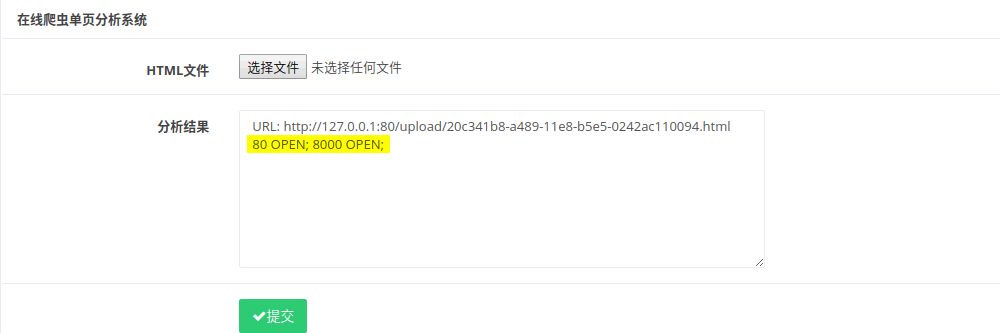 在线爬虫单页分析系统
HTML文件 选择文件 未选择任何文件
分析结果 URL: http://127.0.0.1:80/upload/20c341b8-a489-11e8-b5e5-0242ac110094.html
80 OPEN; 8000 OPEN;
提交